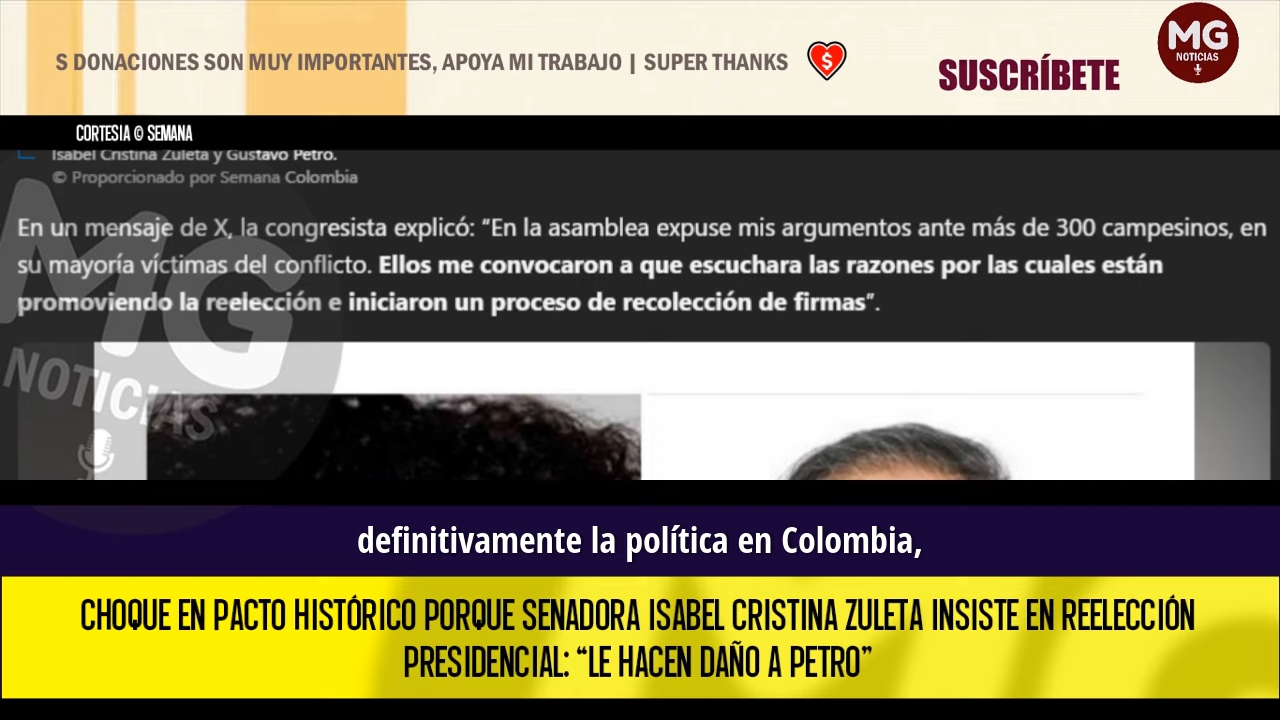 S DONACIONES SON MUY IMPORTANTES, APOYA MI TRABAJO | SUPER THANKS
SUSCRÍBETE
MG
NOTICIAS
CORTESIA © SEMANA
Isabel Cristina Zuleta y Gustavo Petro.
© Proporcionado por Semana Colombia
En un mensaje de X, la congresista explicó: “En la asamblea expuse mis argumentos ante más de 300 campesinos, en
su mayoría víctimas del conflicto. Ellos me convocaron a que escuchara las razones por las cuales están
promoviendo la reelección e iniciaron un proceso de recolección de firmas”.
MG
NOTICIAS
definitivamente la política en Colombia,
CHOQUE EN PACTO HISTÓRICO PORQUE SENADORA ISABEL CRISTINA ZULETA INSISTE EN REELECCIÓN
PRESIDENCIAL: “LE HACEN DAÑO A PETRO”